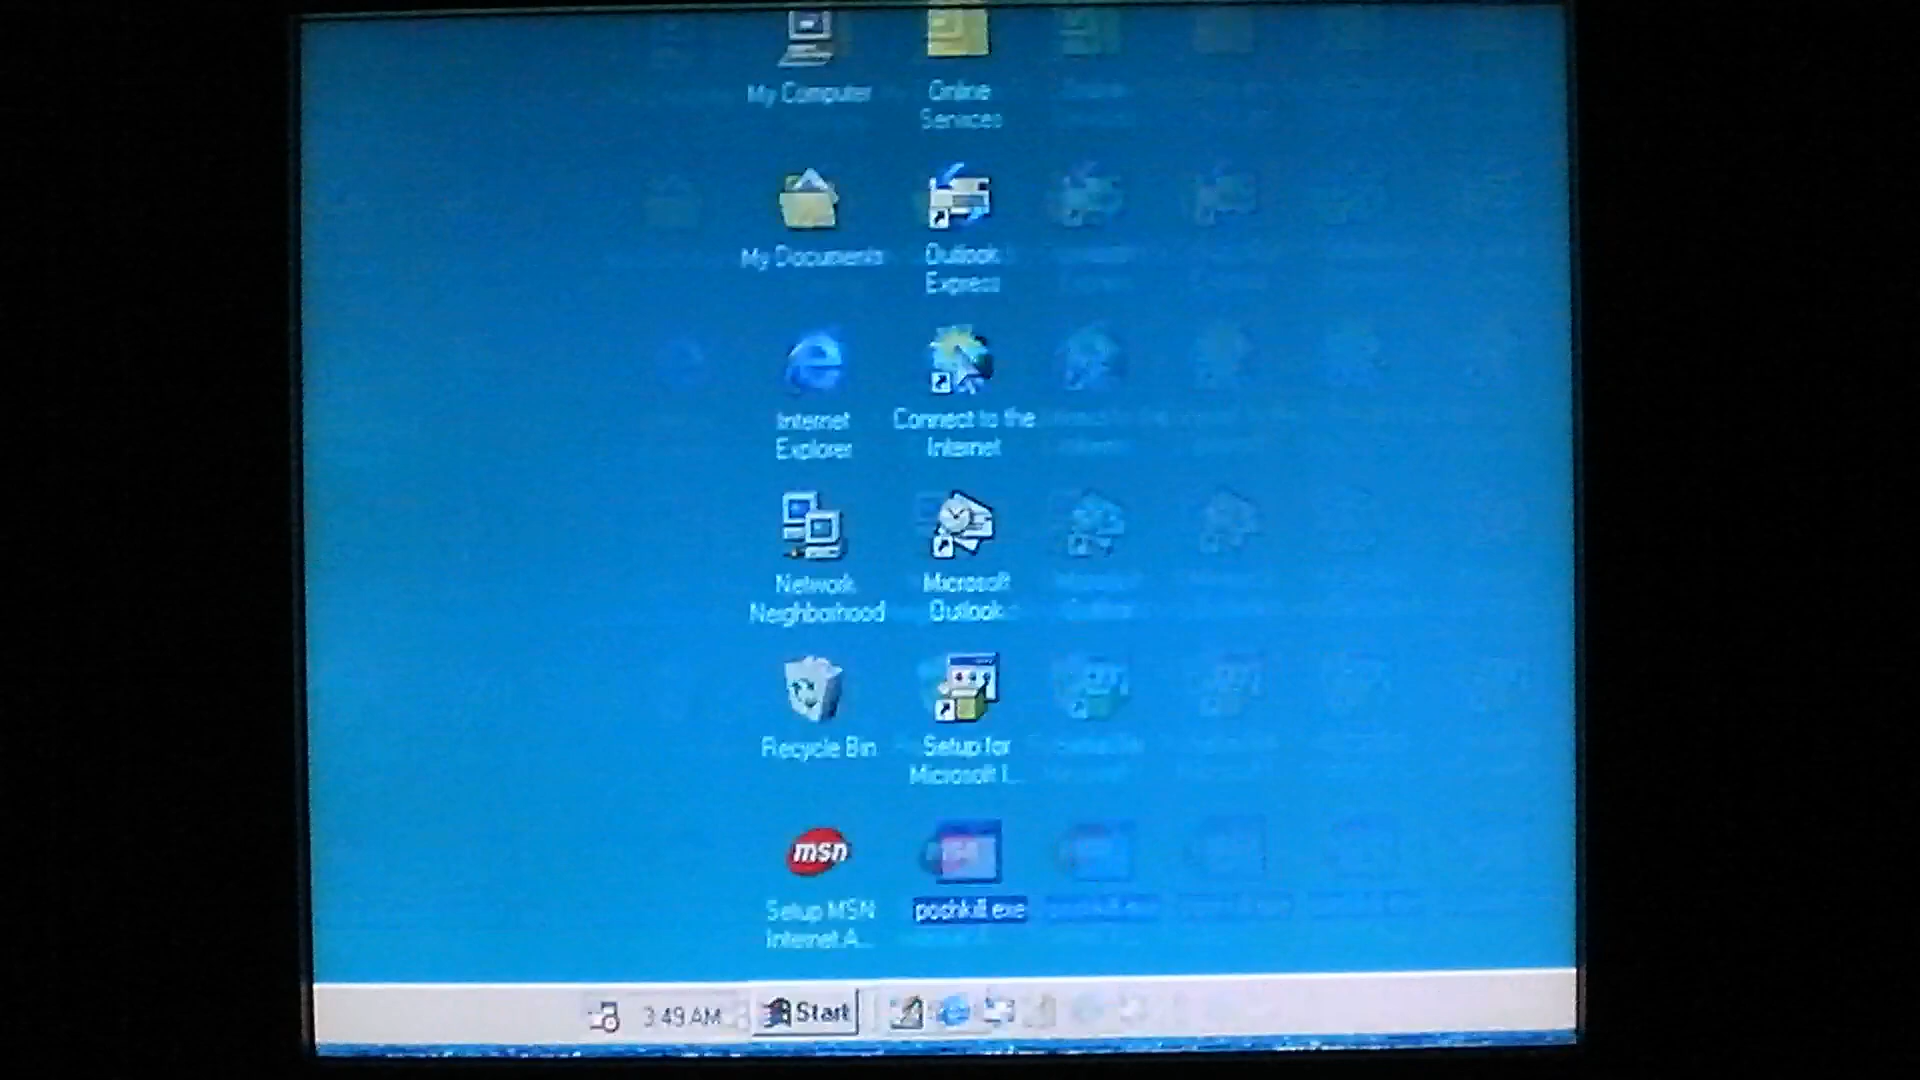 My Computer
Online
Services
My Documents
Outlook
Express
Internet
Explorer
Connect to the
Internet
Network
Neighborhood
Microsoft
Outlook
Recycle Bin
Setup for
Microsoft I...
msn
Setup MSN
Internet A...
poshkill.exe
3:49 AM
Start